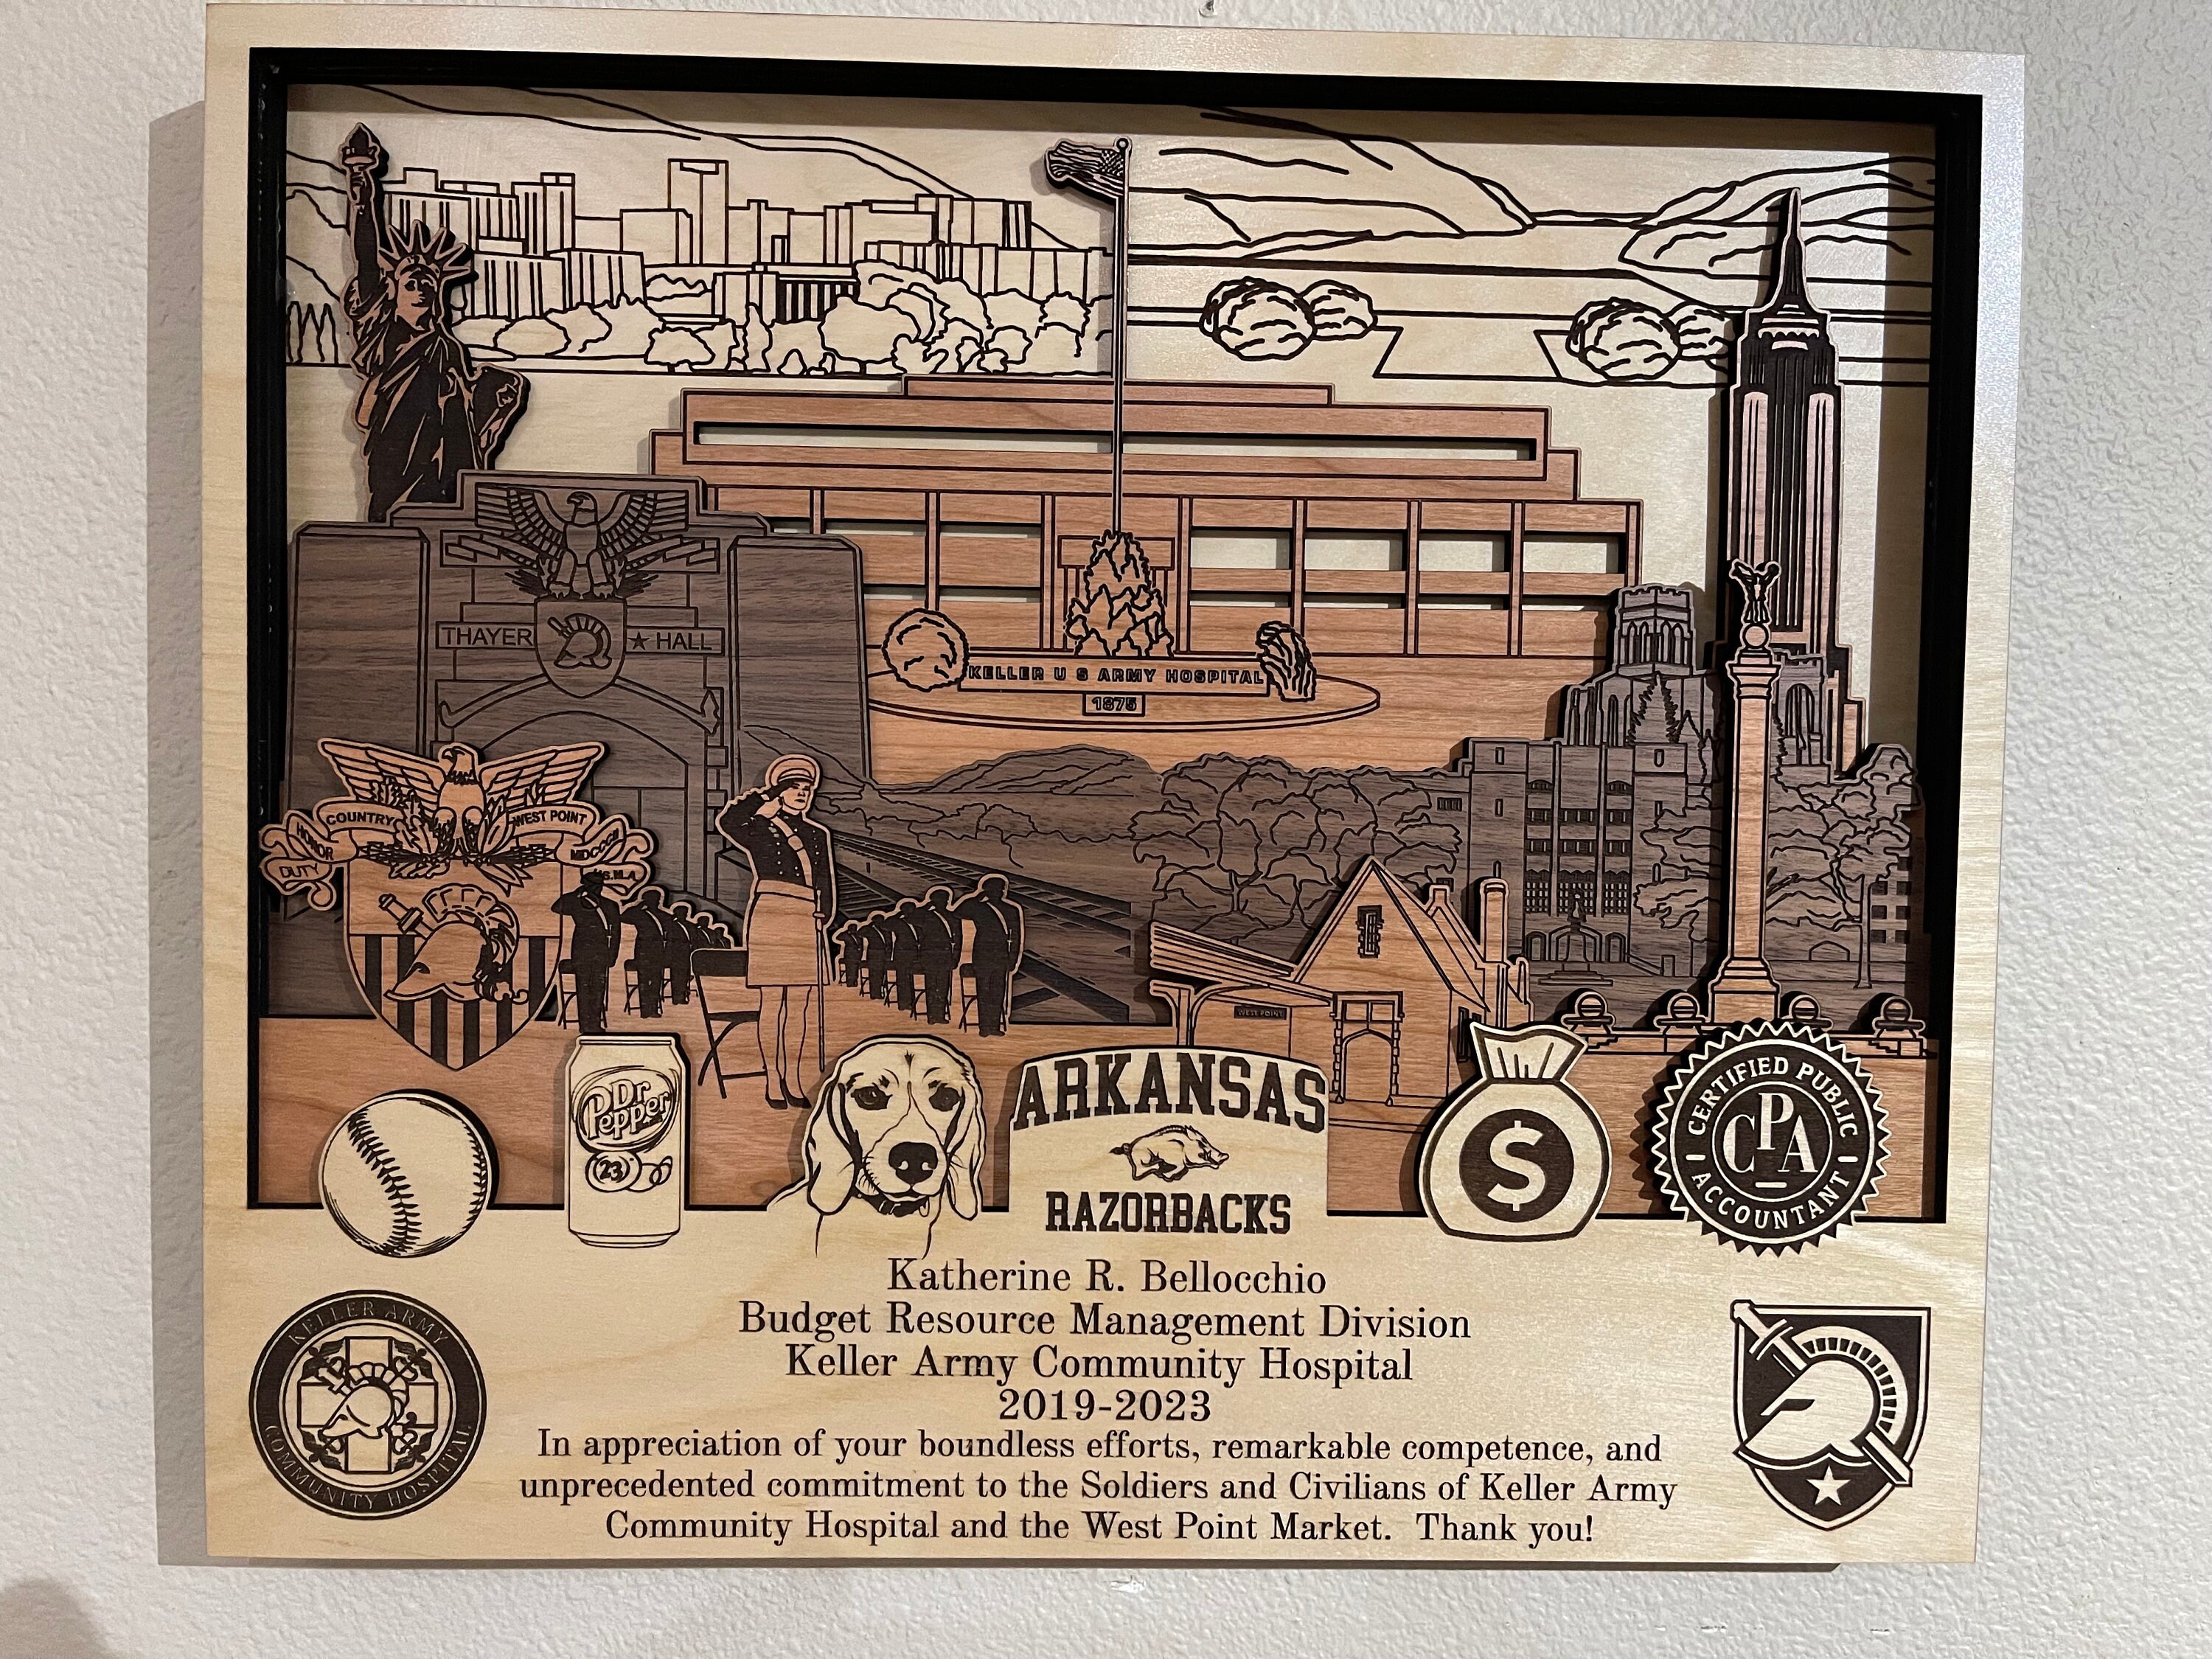 THAYER ★ HALL
KELLER U S ARMY HOSPITAL
1875
DUTY HONOR COUNTRY WEST POINT MDCCCII U.S.M.A.
WEST POINT
Dr Pepper
23
ARKANSAS
RAZORBACKS
$
CERTIFIED PUBLIC
CPA
ACCOUNTANT
Katherine R. Bellocchio
Budget Resource Management Division
Keller Army Community Hospital
2019-2023
In appreciation of your boundless efforts, remarkable competence, and
unprecedented commitment to the Soldiers and Civilians of Keller Army
Community Hospital and the West Point Market. Thank you!
KELLER ARMY
COMMUNITY HOSPITAL